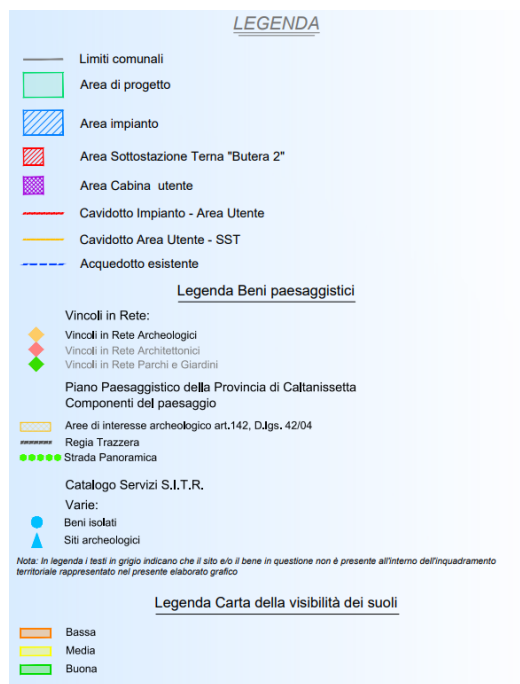 LEGENDA
Limiti comunali
Area di progetto
Area impianto
Area Sottostazione Terna "Butera 2"
Area Cabina utente
Cavidotto Impianto - Area Utente
Cavidotto Area Utente - SST
Acquedotto esistente
Legenda Beni paesaggistici
Vincoli in Rete:
Vincoli in Rete Archeologici
Vincoli in Rete Architettonici
Vincoli in Rete Parchi e Giardini
Piano Paesaggistico della Provincia di Caltanissetta
Componenti del paesaggio
Aree di interesse archeologico art.142, D.lgs. 42/04
Regia Trazzera
Strada Panoramica
Catalogo Servizi S.I.T.R.
Varie:
Beni isolati
Siti archeologici
Nota: In legenda i testi in grigio indicano che il sito e/o il bene in questione non è presente all'interno dell'inquadramento
territoriale rappresentato nel presente elaborato grafico
Legenda Carta della visibilità dei suoli
Bassa
Media
Buona